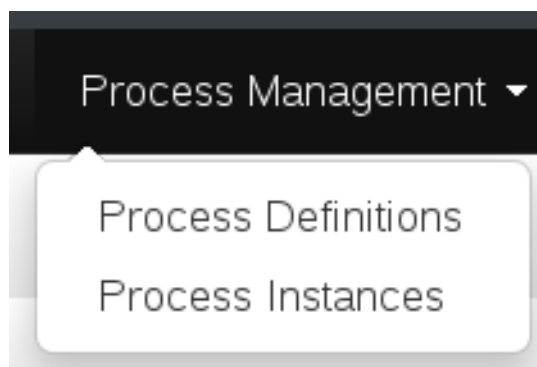 Process Management
Process Definitions
Process Instances